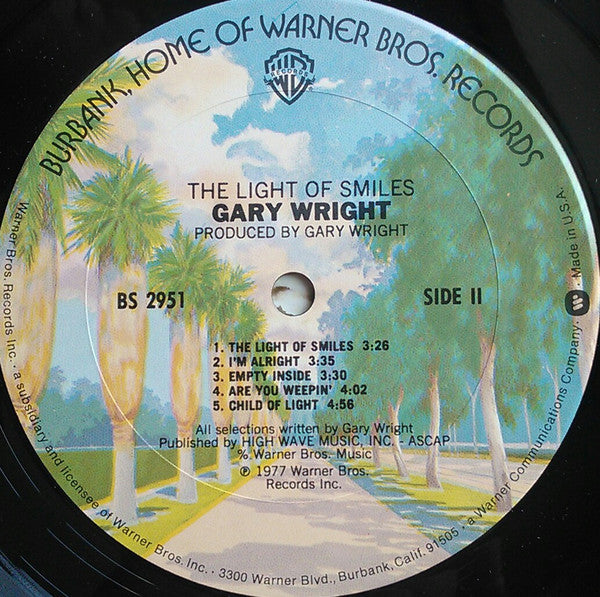 BURBANK, HOME OF WARNER BROS. RECORDS
W
RECORDS
THE LIGHT OF SMILES
GARY WRIGHT
PRODUCED BY GARY WRIGHT
BS 2951
SIDE II
1. THE LIGHT OF SMILES 3:26
2. I'M ALRIGHT 3:35
3. EMPTY INSIDE 3:30
4. ARE YOU WEEPIN' 4:02
5. CHILD OF LIGHT 4:56
All selections written by Gary Wright
Published by HIGH WAVE MUSIC, INC. - ASCAP
% Warner Bros. Music
℗ 1977 Warner Bros.
Records Inc.
Warner Bros. Records Inc. · a subsidiary and licensee of Warner Bros. Inc. · 3300 Warner Blvd., Burbank, Calif. 91505 · a Warner Communications Company · Made in U.S.A.